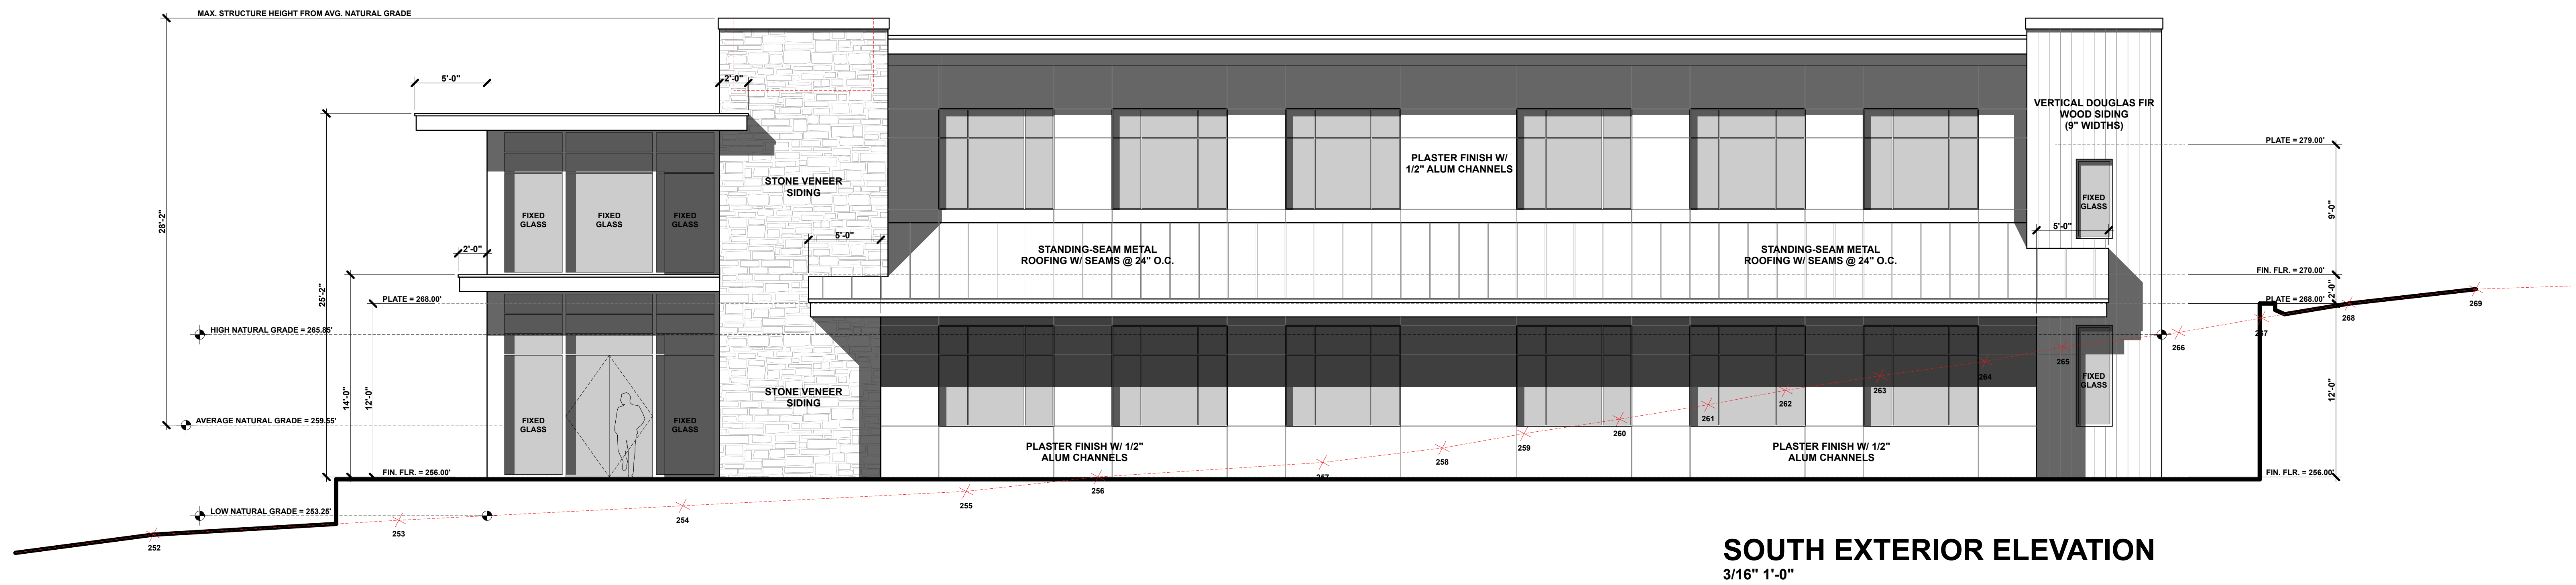 MAX. STRUCTURE HEIGHT FROM AVG. NATURAL GRADE
5'-0"
2'-0"
VERTICAL DOUGLAS FIR
WOOD SIDING
(9" WIDTHS)
PLATE = 279.00'
PLASTER FINISH W/
1/2" ALUM CHANNELS
STONE VENEER
SIDING
28'-2"
FIXED
GLASS
FIXED
GLASS
FIXED
GLASS
FIXED
GLASS
9'-0"
2'-0"
5'-0"
5'-0"
STANDING-SEAM METAL
ROOFING W/ SEAMS @ 24" O.C.
STANDING-SEAM METAL
ROOFING W/ SEAMS @ 24" O.C.
FIN. FLR. = 270.00'
25'-2"
2'-0"
PLATE = 268.00'
PLATE = 268.00'
269
268
267
HIGH NATURAL GRADE = 265.85'
266
265
264
263
262
261
260
259
258
257
256
255
254
253
252
14'-0"
12'-0"
12'-0"
FIXED
GLASS
STONE VENEER
SIDING
AVERAGE NATURAL GRADE = 259.55'
FIXED
GLASS
FIXED
GLASS
PLASTER FINISH W/ 1/2"
ALUM CHANNELS
PLASTER FINISH W/ 1/2"
ALUM CHANNELS
FIN. FLR. = 256.00'
FIN. FLR. = 256.00'
LOW NATURAL GRADE = 253.25'
SOUTH EXTERIOR ELEVATION
3/16" 1'-0"